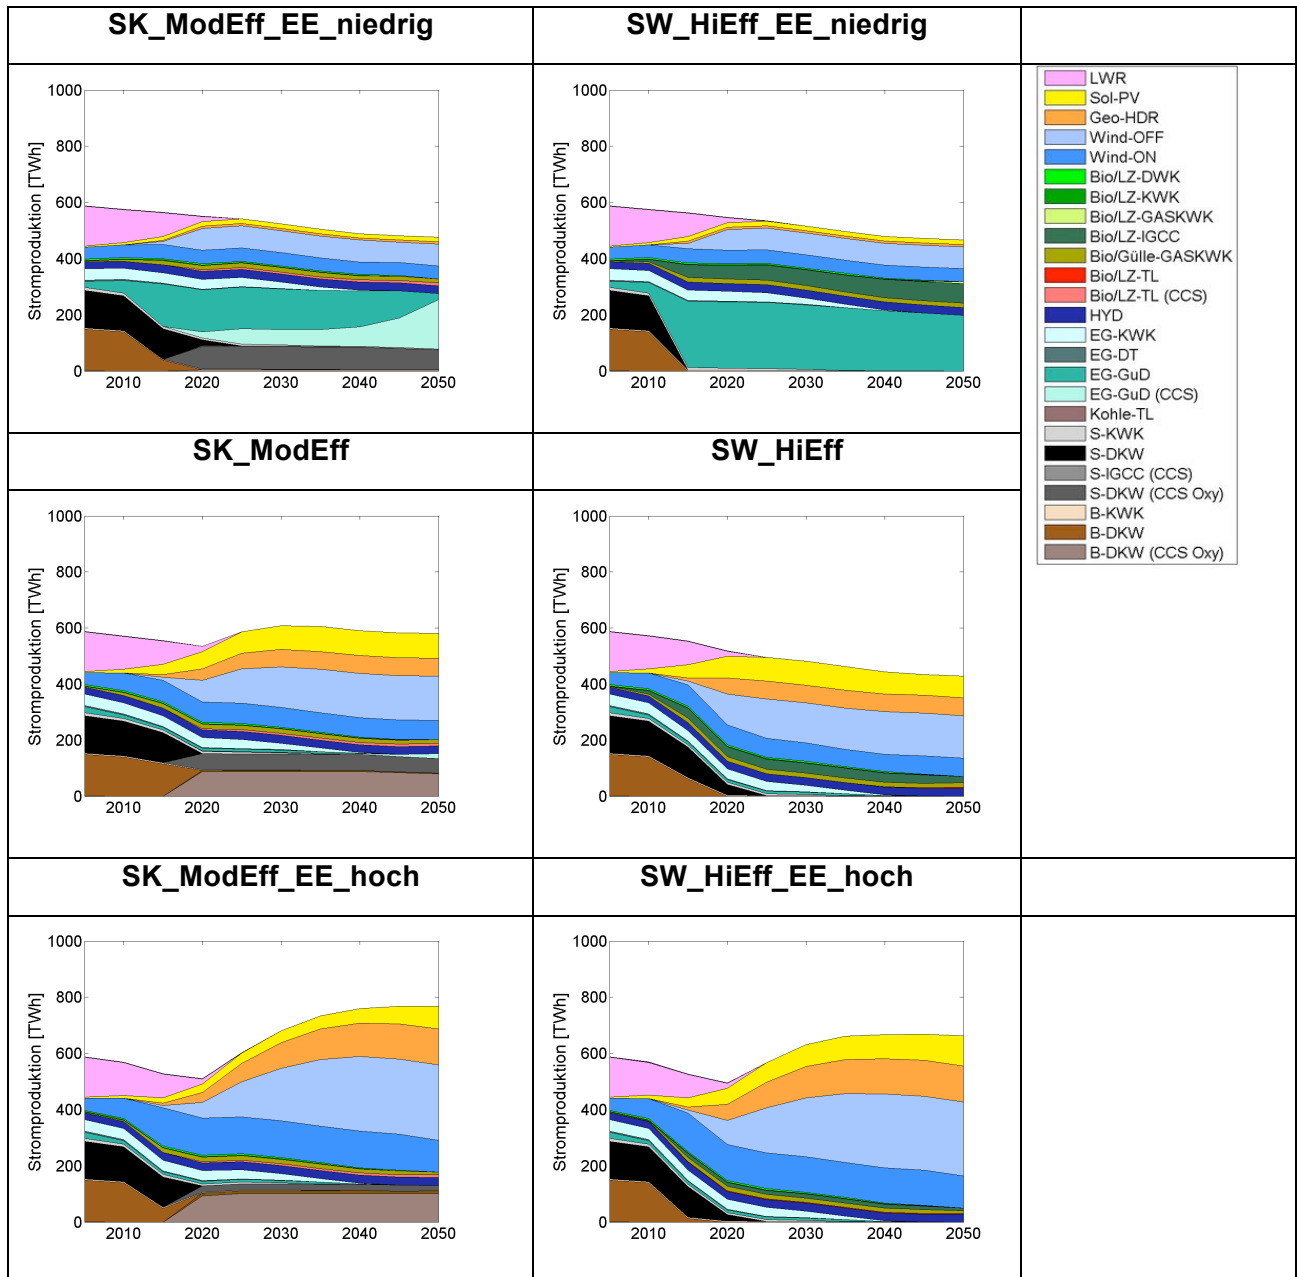 SK_ModEff_EE_niedrig
SW_HiEff_EE_niedrig
Stromproduktion [TWh]
1000
800
600
400
200
0
2010 2020 2030 2040 2050
Stromproduktion [TWh]
1000
800
600
400
200
0
2010 2020 2030 2040 2050
LWR
Sol-PV
Geo-HDR
Wind-OFF
Wind-ON
Bio/LZ-DWK
Bio/LZ-KWK
Bio/LZ-GASKWK
Bio/LZ-IGCC
Bio/Gülle-GASKWK
Bio/LZ-TL
Bio/LZ-TL (CCS)
HYD
EG-KWK
EG-DT
EG-GuD
EG-GuD (CCS)
Kohle-TL
S-KWK
S-DKW
S-IGCC (CCS)
S-DKW (CCS Oxy)
B-KWK
B-DKW
B-DKW (CCS Oxy)
SK_ModEff
SW_HiEff
Stromproduktion [TWh]
1000
800
600
400
200
0
2010 2020 2030 2040 2050
Stromproduktion [TWh]
1000
800
600
400
200
0
2010 2020 2030 2040 2050
SK_ModEff_EE_hoch
SW_HiEff_EE_hoch
Stromproduktion [TWh]
1000
800
600
400
200
0
2010 2020 2030 2040 2050
Stromproduktion [TWh]
1000
800
600
400
200
0
2010 2020 2030 2040 2050